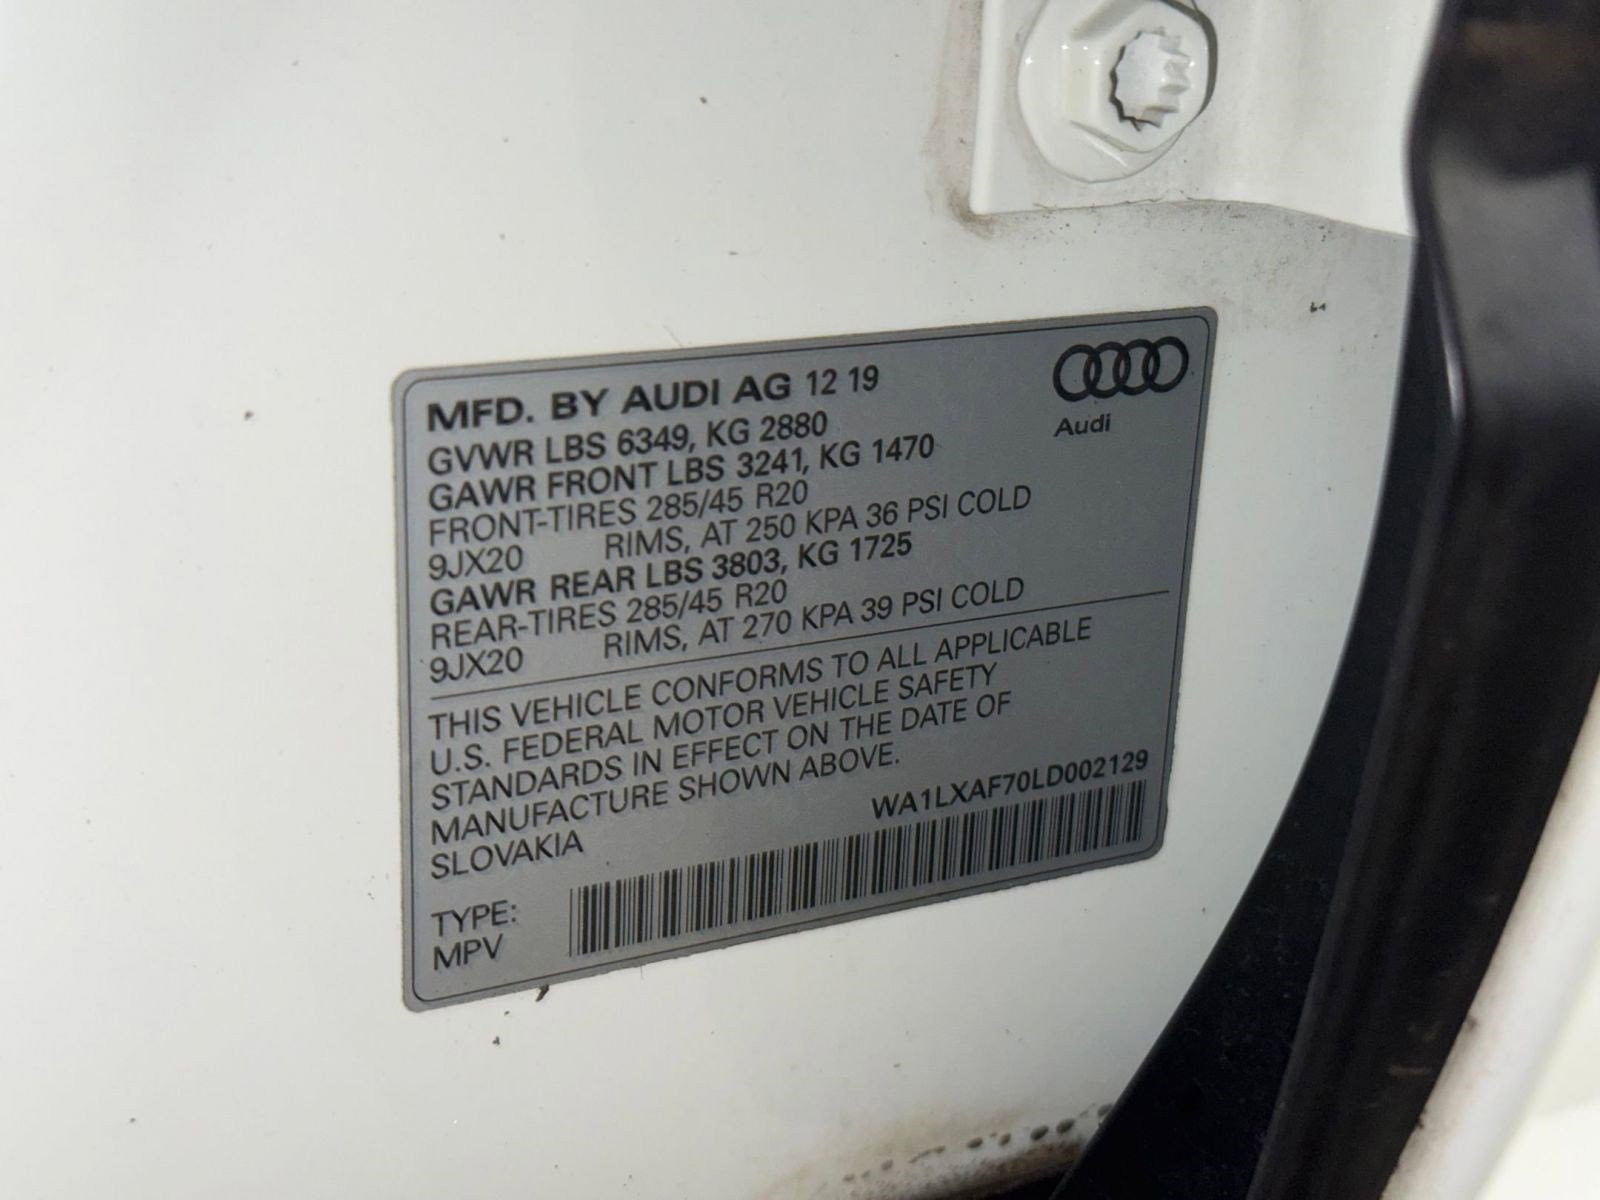 MFD. BY AUDI AG 12 19
Audi
GVWR LBS 6349, KG 2880
GAWR FRONT LBS 3241, KG 1470
FRONT-TIRES 285/45 R20
9JX20 RIMS, AT 250 KPA 36 PSI COLD
GAWR REAR LBS 3803, KG 1725
REAR-TIRES 285/45 R20
9JX20 RIMS, AT 270 KPA 39 PSI COLD
THIS VEHICLE CONFORMS TO ALL APPLICABLE
U.S. FEDERAL MOTOR VEHICLE SAFETY
STANDARDS IN EFFECT ON THE DATE OF
MANUFACTURE SHOWN ABOVE.
SLOVAKIA
WA1LXAF70LD002129
TYPE:
MPV